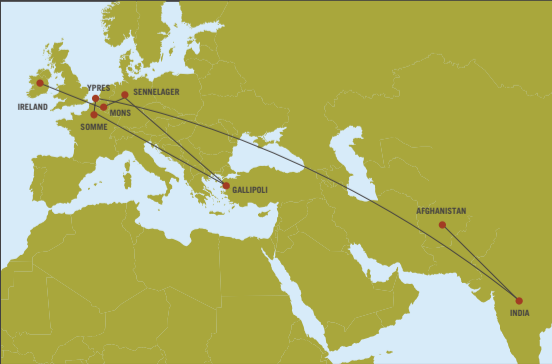 YPRES
SENNELAGER
IRELAND
MONS
SOMME
GALLIPOLI
AFGHANISTAN
INDIA